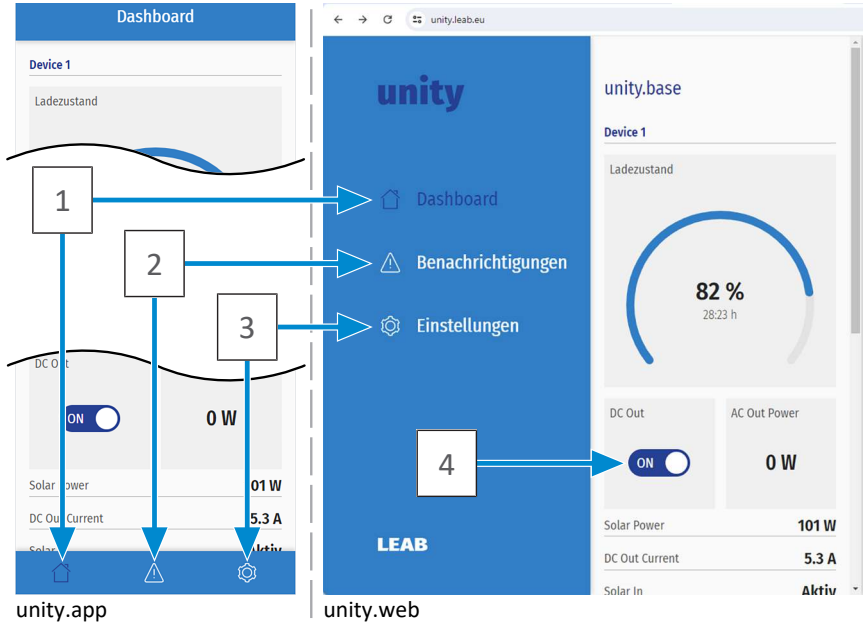 Dashboard
Device 1
Ladezustand
1
2
3
DC Out
ON
0 W
Solar Power
01 W
DC Out Current
5.3 A
Solar
Aktiv
unity.app
unity.leab.eu
unity
Dashboard
Benachrichtigungen
Einstellungen
4
LEAB
unity.base
Device 1
Ladezustand
82 %
28:23 h
DC Out
AC Out Power
ON
0 W
Solar Power
101 W
DC Out Current
5.3 A
Solar In
Aktiv
unity.web